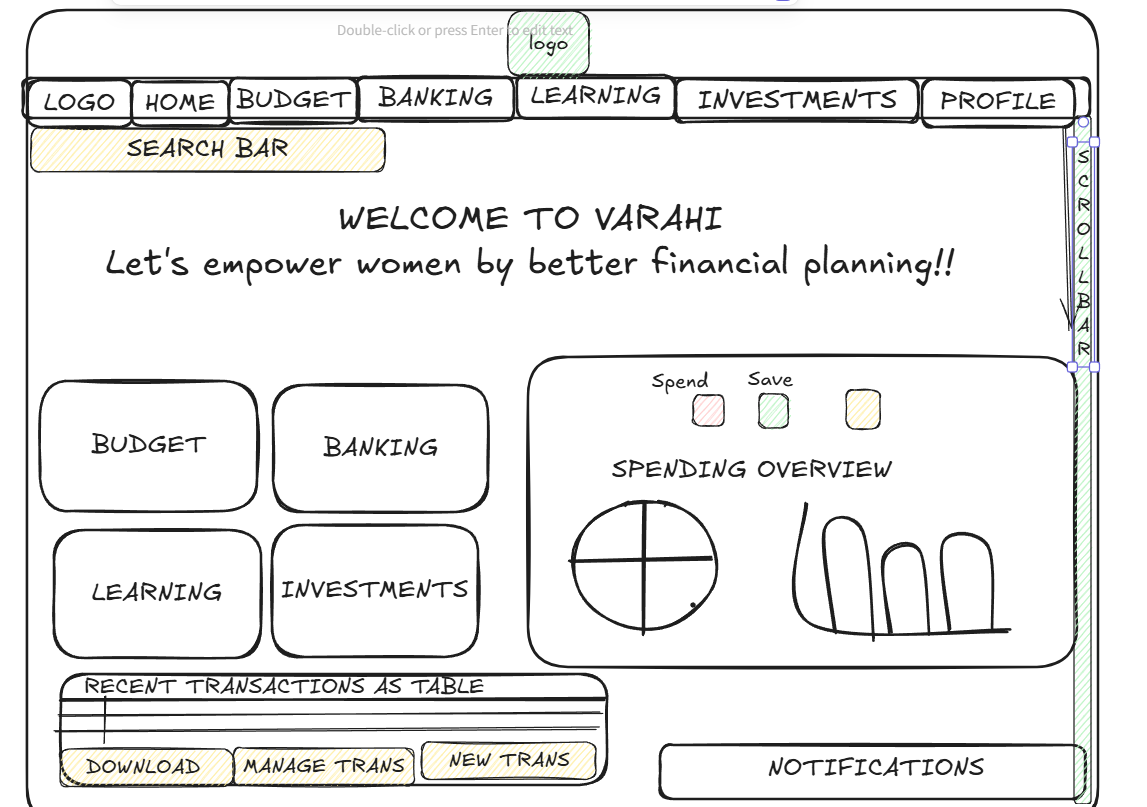 Double-click or press Enter to edit text
logo
LOGO HOME BUDGET BANKING LEARNING INVESTMENTS PROFILE
SEARCH BAR
SCROLLBAR
WELCOME TO VARAHI
Let's empower women by better financial planning!!
Spend Save
BUDGET BANKING
SPENDING OVERVIEW
LEARNING INVESTMENTS
RECENT TRANSACTIONS AS TABLE
DOWNLOAD MANAGE TRANS NEW TRANS
NOTIFICATIONS